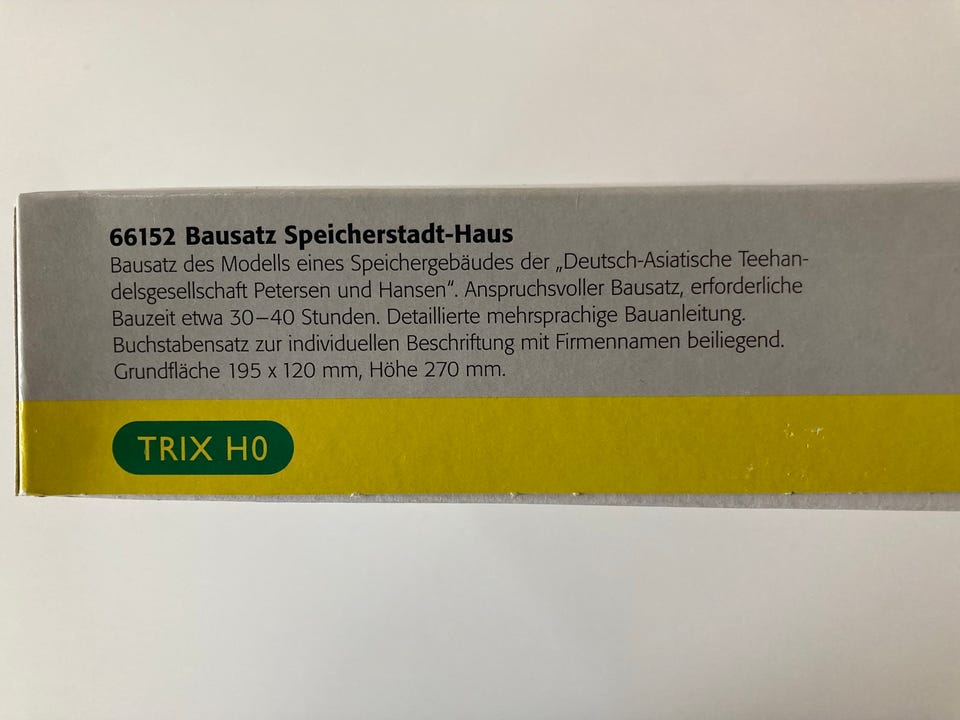 66152 Bausatz Speicherstadt-Haus
Bausatz des Modells eines Speichergebäudes der „Deutsch-Asiatische Teehan-
delsgesellschaft Petersen und Hansen“. Anspruchsvoller Bausatz, erforderliche
Bauzeit etwa 30–40 Stunden. Detaillierte mehrsprachige Bauanleitung.
Buchstabensatz zur individuellen Beschriftung mit Firmennamen beiliegend.
Grundfläche 195 x 120 mm, Höhe 270 mm.
TRIX H0